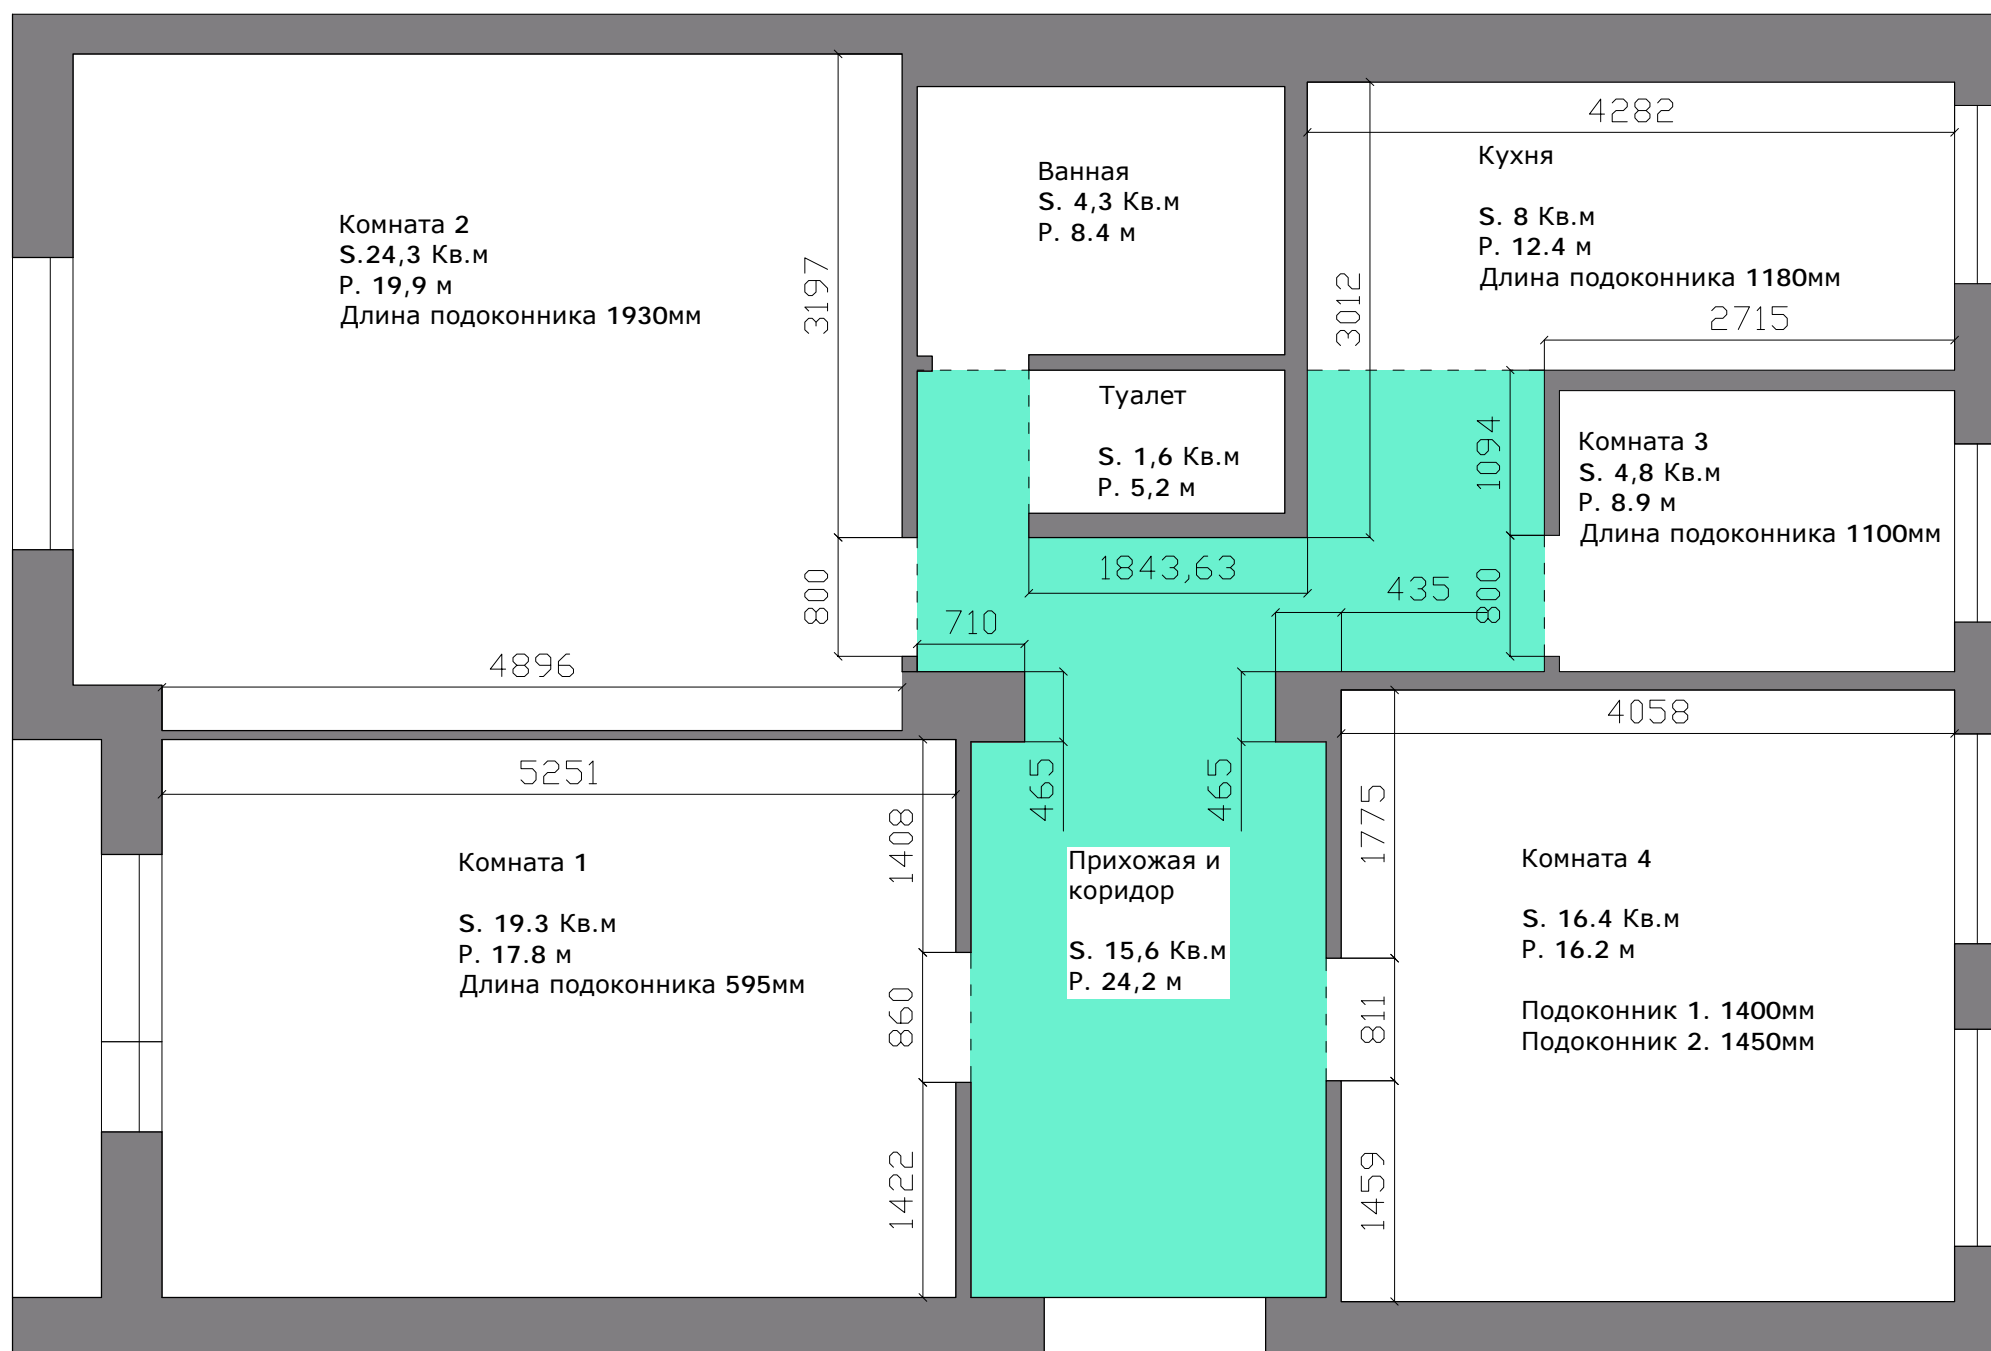 4282
Кухня
S. 8 Кв.м
P. 12.4 м
Длина подоконника 1180мм
2715
3012
Ванная
S. 4,3 Кв.м
P. 8.4 м
Комната 2
S.24,3 Кв.м
P. 19,9 м
Длина подоконника 1930мм
3197
800
4896
Туалет
S. 1,6 Кв.м
P. 5,2 м
1094
800
Комната 3
S. 4,8 Кв.м
P. 8.9 м
Длина подоконника 1100мм
1843,63
435
710
465
465
5251
1408
860
1422
Комната 1
S. 19.3 Кв.м
P. 17.8 м
Длина подоконника 595мм
Прихожая и
коридор
S. 15,6 Кв.м
P. 24,2 м
4058
1775
811
1459
Комната 4
S. 16.4 Кв.м
P. 16.2 м
Подоконник 1. 1400мм
Подоконник 2. 1450мм